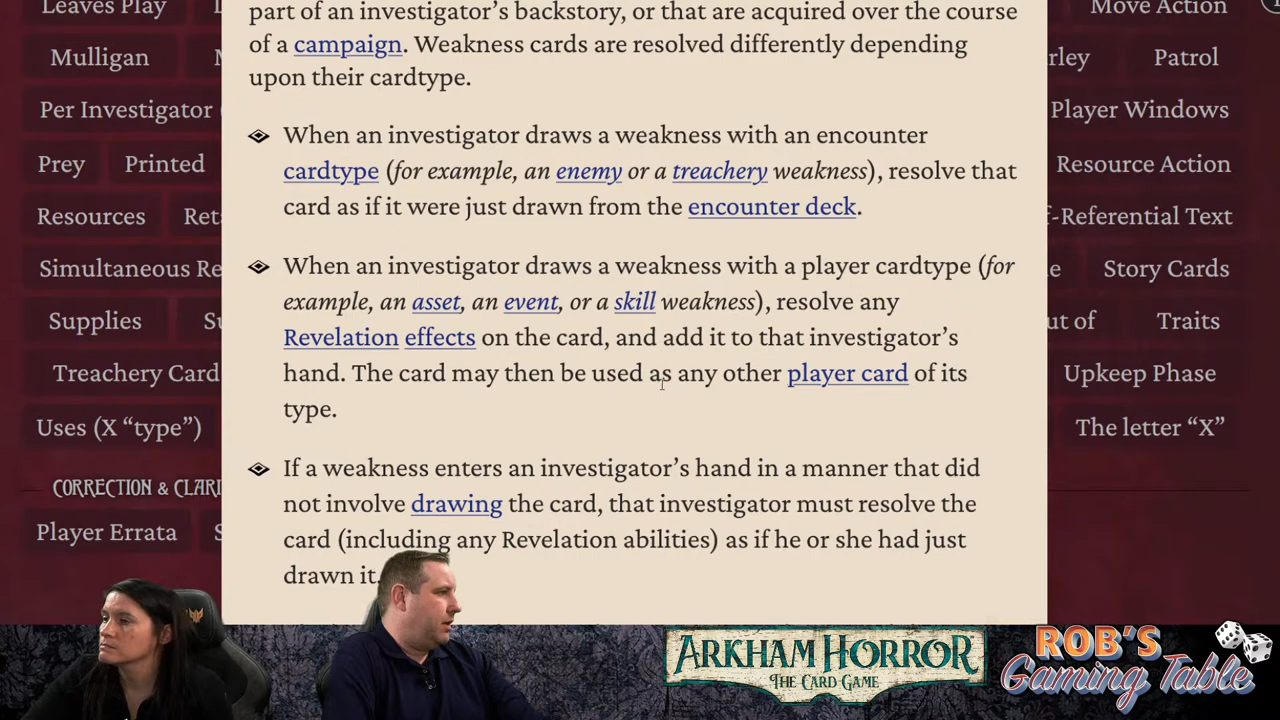 Leaves Play
Move Action
Mulligan
Patrol
Per Investigator
Player Windows
Prey
Printed
Resource Action
Resources
f-Referential Text
Simultaneous Re
Story Cards
Supplies
ut of
Traits
Treachery Card
Upkeep Phase
Uses (X “type”)
The letter “X”
CORRECTION & CLARI
Player Errata
part of an investigator’s backstory, or that are acquired over the course
of a campaign. Weakness cards are resolved differently depending
upon their cardtype.
When an investigator draws a weakness with an encounter
cardtype (for example, an enemy or a treachery weakness), resolve that
card as if it were just drawn from the encounter deck.
When an investigator draws a weakness with a player cardtype (for
example, an asset, an event, or a skill weakness), resolve any
Revelation effects on the card, and add it to that investigator’s
hand. The card may then be used as any other player card of its
type.
If a weakness enters an investigator’s hand in a manner that did
not involve drawing the card, that investigator must resolve the
card (including any Revelation abilities) as if he or she had just
drawn it.
ARKHAM HORROR
THE CARD GAME
ROB’S
Gaming Table